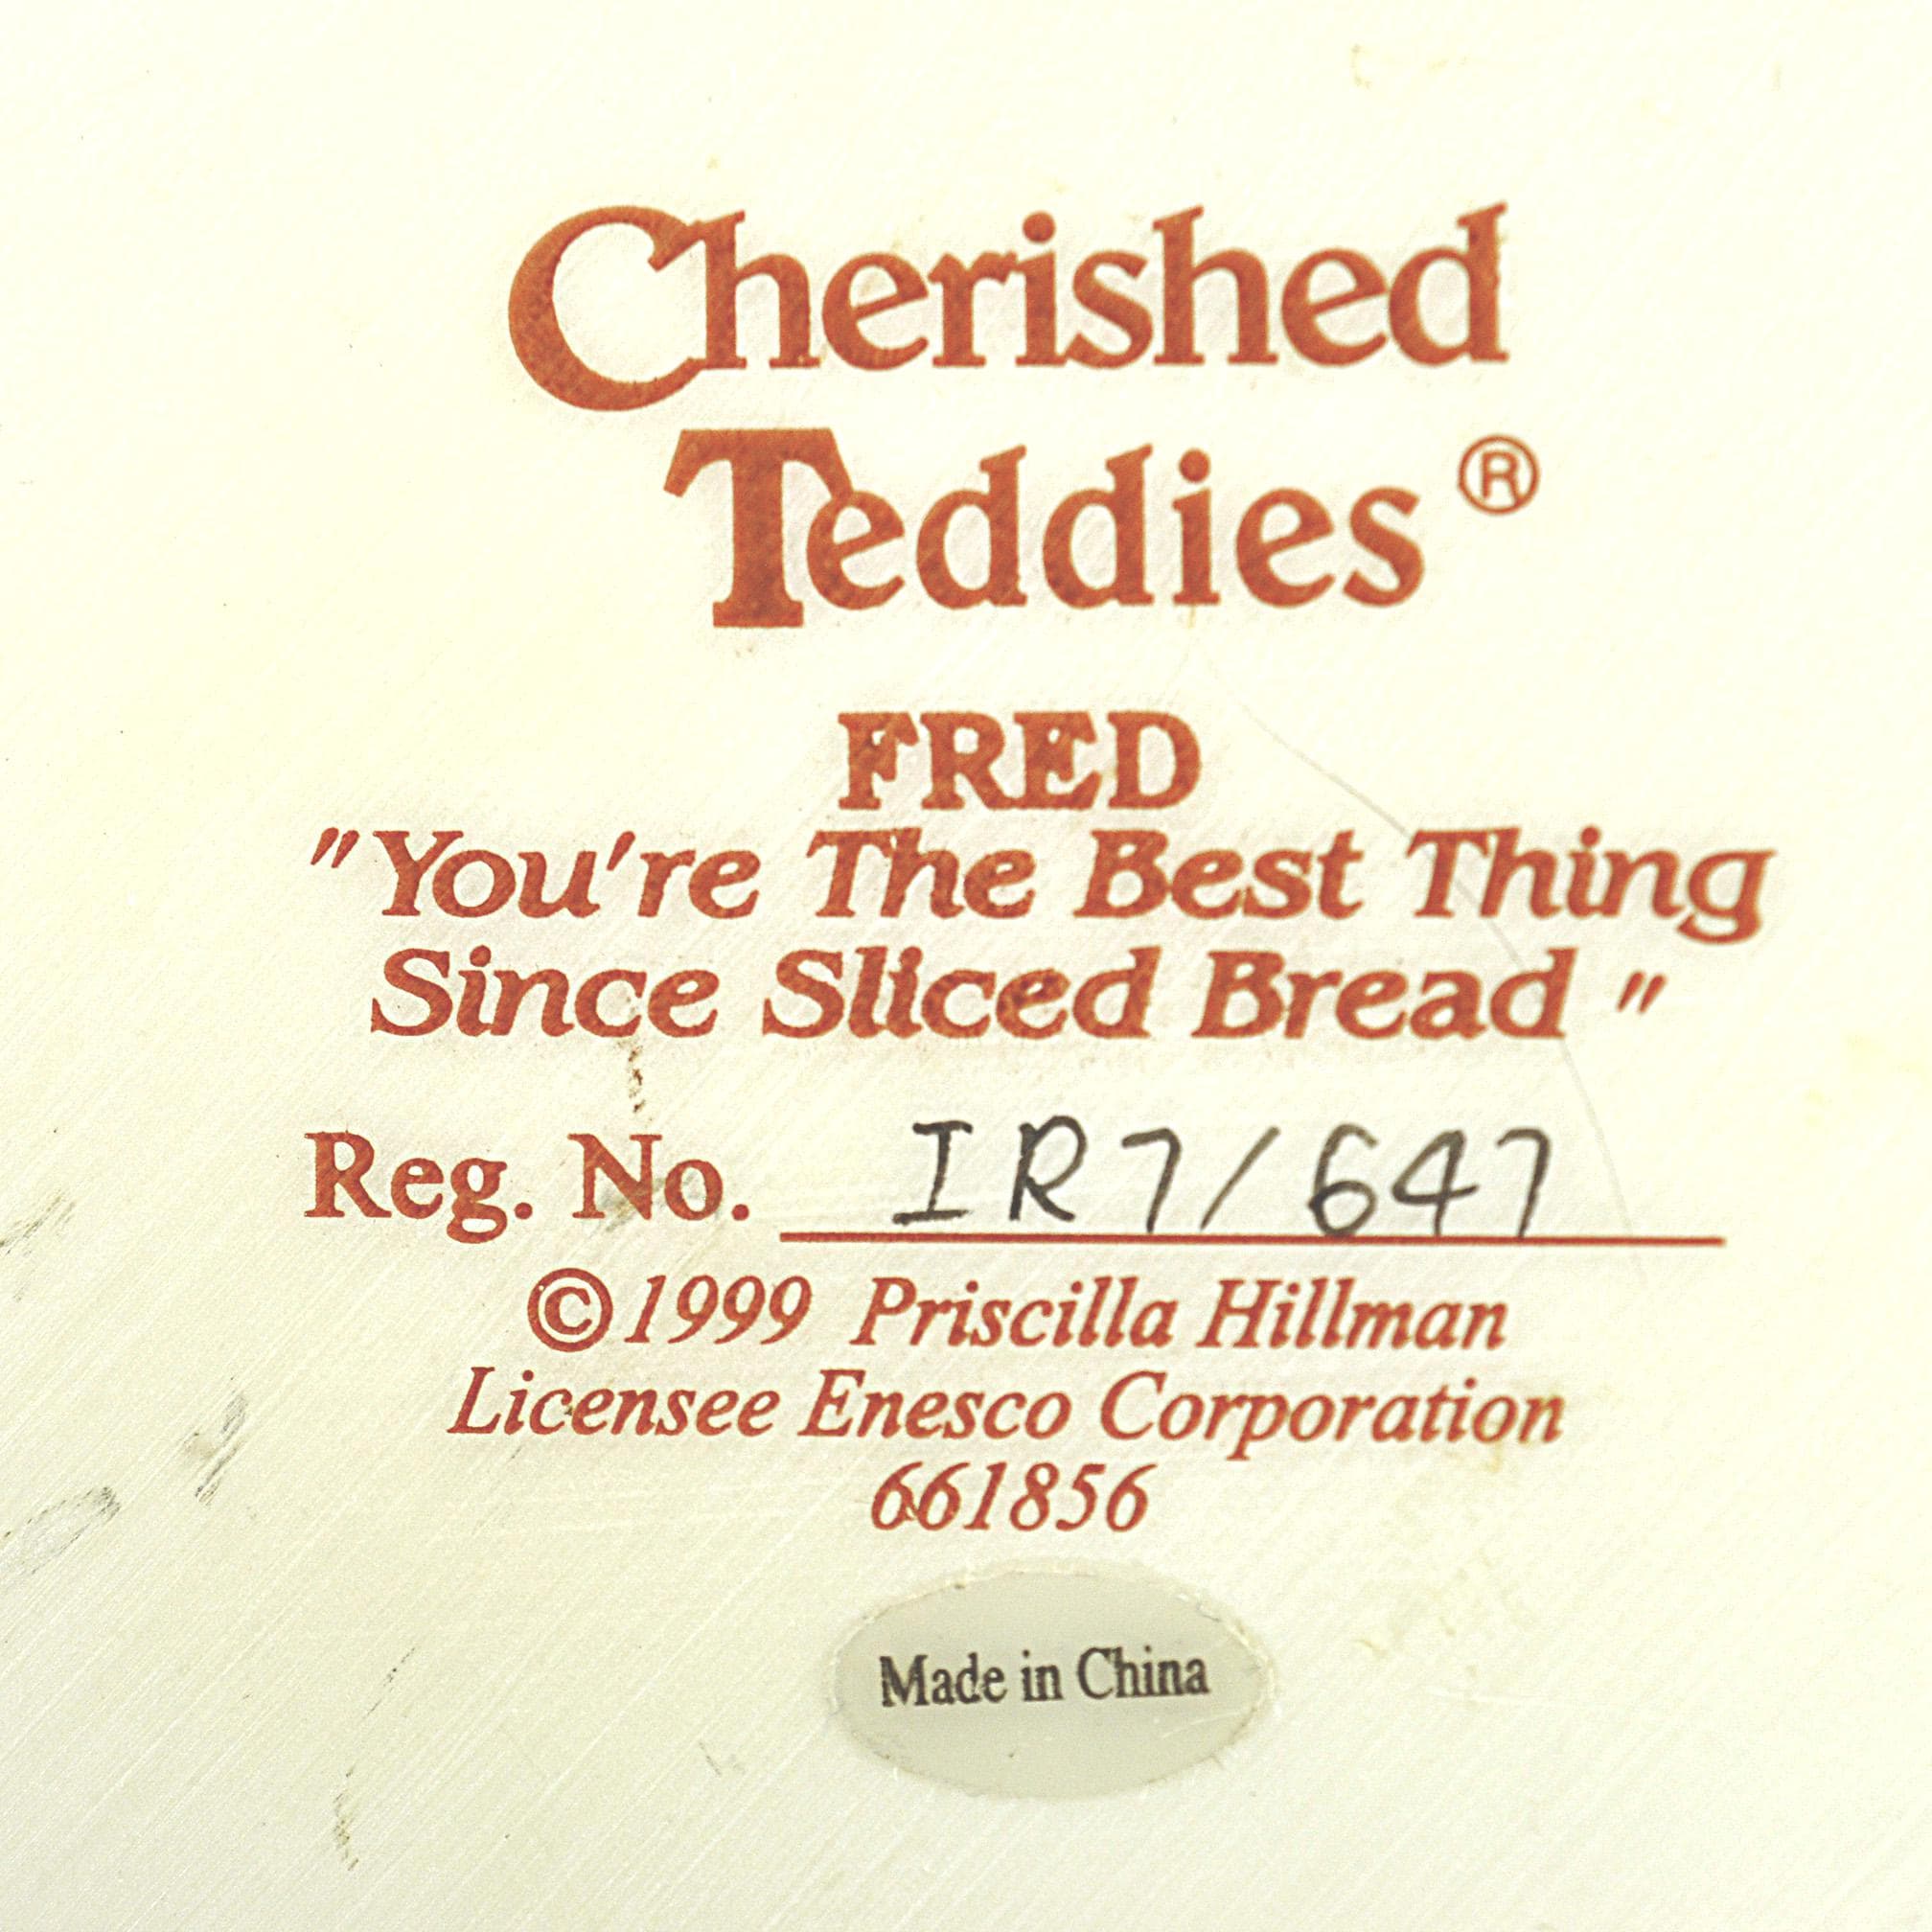 Cherished
Teddies®
FRED
"You're The Best Thing
Since Sliced Bread "
Reg. No. IR7/647
©1999 Priscilla Hillman
Licensee Enesco Corporation
661856
Made in China